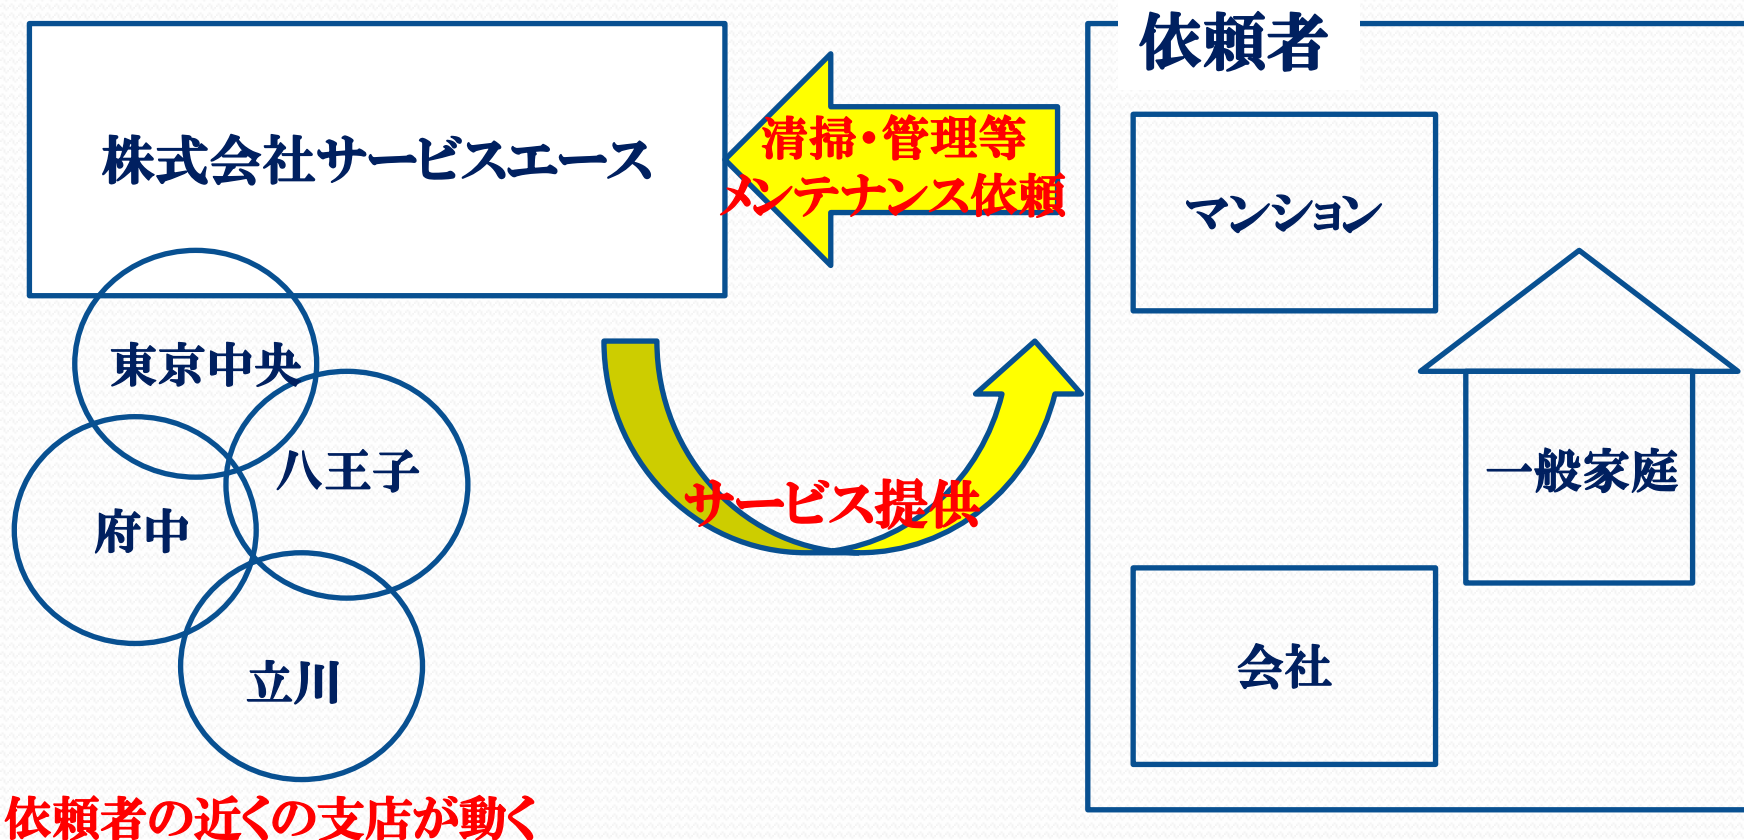 依頼者
株式会社サービスエース
清掃・管理等
メンテナンス依頼
マンション
東京中央
八王子
府中
立川
サービス提供
一般家庭
会社
依頼者の近くの支店が動く